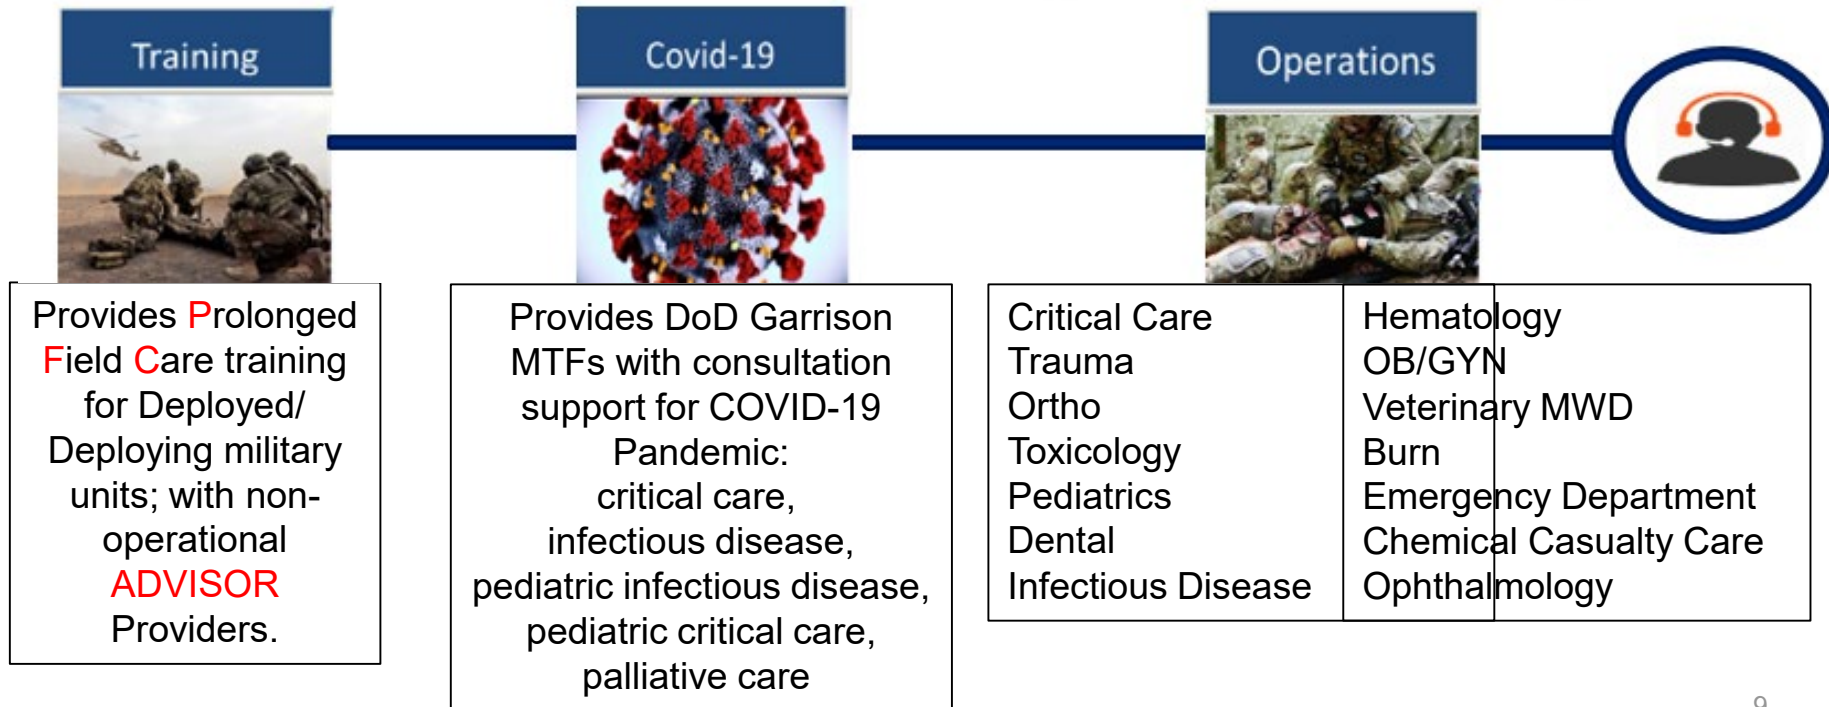 Training
Provides Prolonged
Field Care training
for Deployed/
Deploying military
units; with non-
operational
ADVISOR
Providers.
Covid-19
Provides DoD Garrison
MTFs with consultation
support for COVID-19
Pandemic:
critical care,
infectious disease,
pediatric infectious disease,
pediatric critical care,
palliative care
Operations
Critical Care
Trauma
Ortho
Toxicology
Pediatrics
Dental
Infectious Disease
Hematology
OB/GYN
Veterinary MWD
Burn
Emergency Department
Chemical Casualty Care
Ophthalmology
9